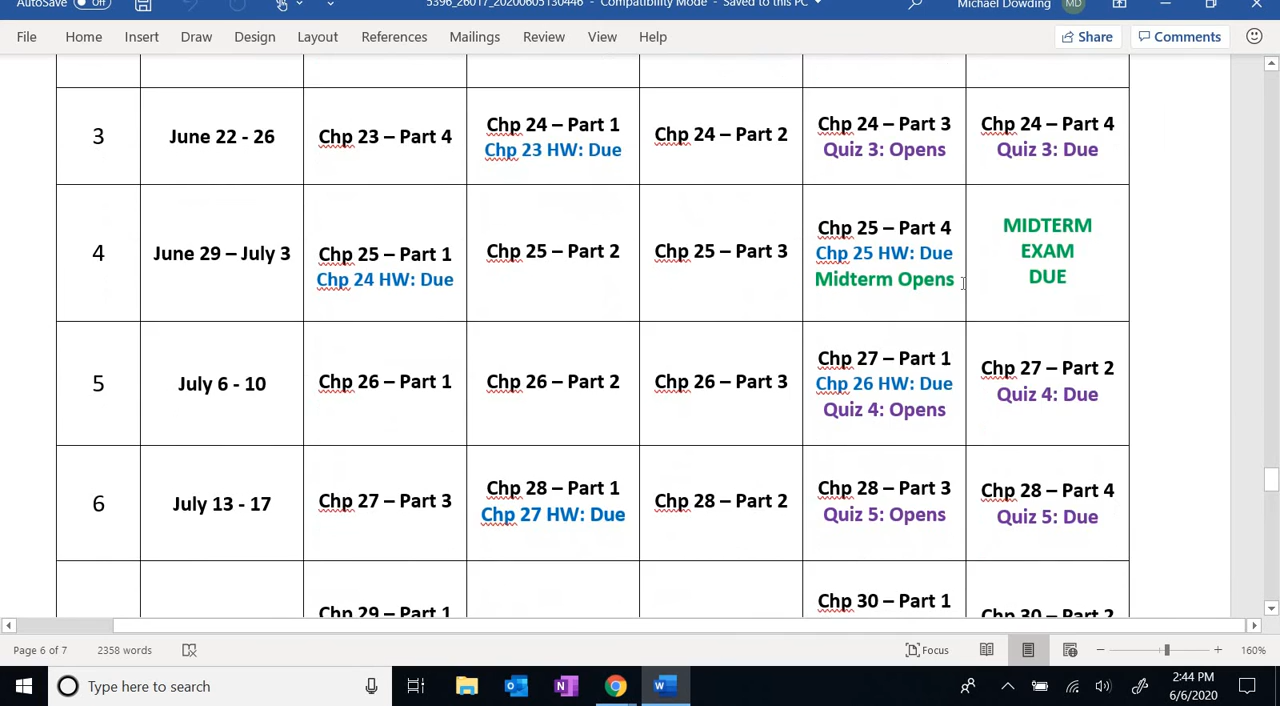 AutoSave Off 5396_26017_20200605130446 - Compatibility Mode - Saved to this PC Michael Dowding MD
File Home Insert Draw Design Layout References Mailings Review View Help Share Comments
3 June 22 - 26 Chp 23 – Part 4 Chp 24 – Part 1 Chp 24 – Part 2 Chp 24 – Part 3 Chp 24 – Part 4
Chp 23 HW: Due Quiz 3: Opens Quiz 3: Due
4 June 29 – July 3 Chp 25 – Part 1 Chp 25 – Part 2 Chp 25 – Part 3 Chp 25 – Part 4 MIDTERM
Chp 25 HW: Due EXAM
Chp 24 HW: Due Midterm Opens DUE
5 July 6 - 10 Chp 26 – Part 1 Chp 26 – Part 2 Chp 26 – Part 3 Chp 27 – Part 1 Chp 27 – Part 2
Chp 26 HW: Due Quiz 4: Due
Quiz 4: Opens
6 July 13 - 17 Chp 27 – Part 3 Chp 28 – Part 1 Chp 28 – Part 2 Chp 28 – Part 3 Chp 28 – Part 4
Chp 27 HW: Due Quiz 5: Opens Quiz 5: Due
Chp 29 – Part 1 Chp 30 – Part 1 Chp 30 – Part 2
Page 6 of 7 2358 words Focus 160%
Type here to search 2:44 PM
6/6/2020